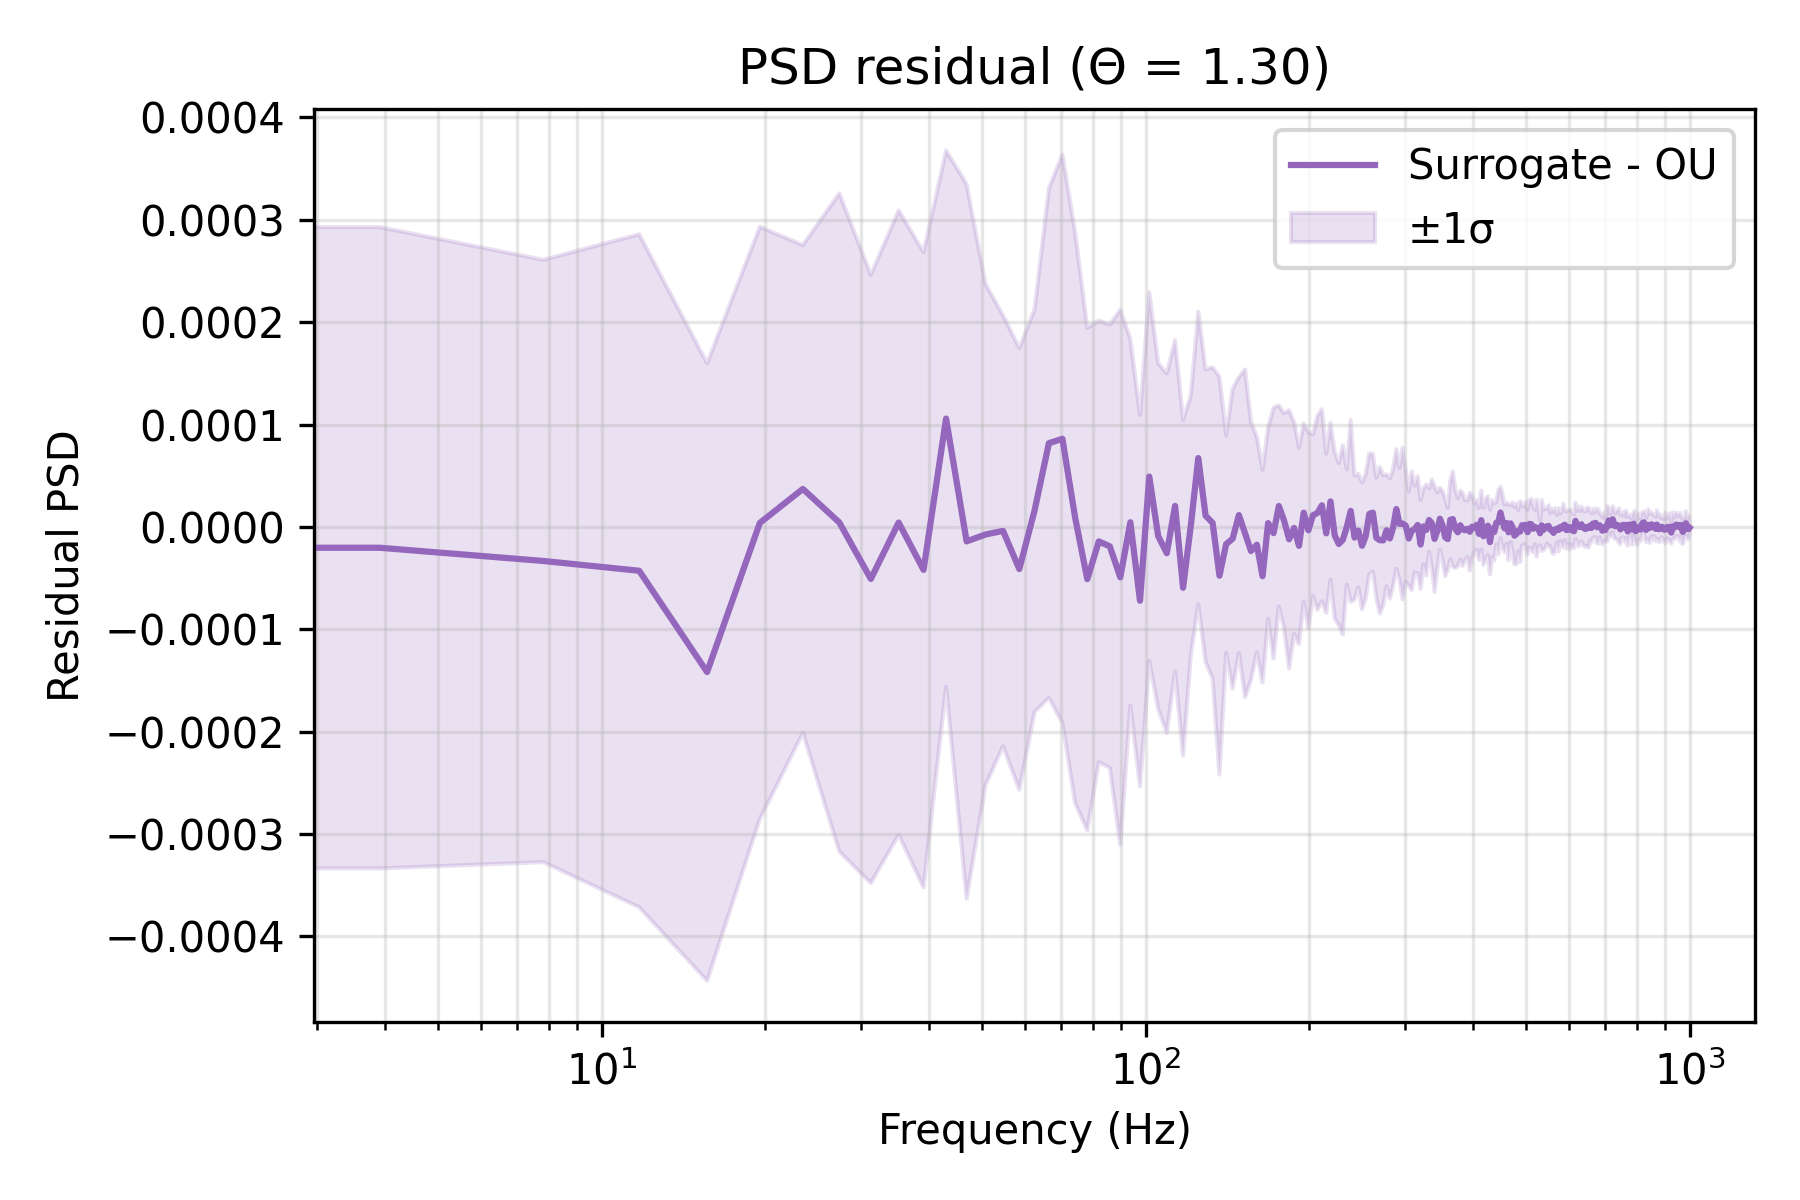 PSD residual (Θ = 1.30)
Surrogate - OU
±1σ
0.0004
0.0003
0.0002
0.0001
0.0000
−0.0001
−0.0002
−0.0003
−0.0004
Residual PSD
10¹
10²
10³
Frequency (Hz)